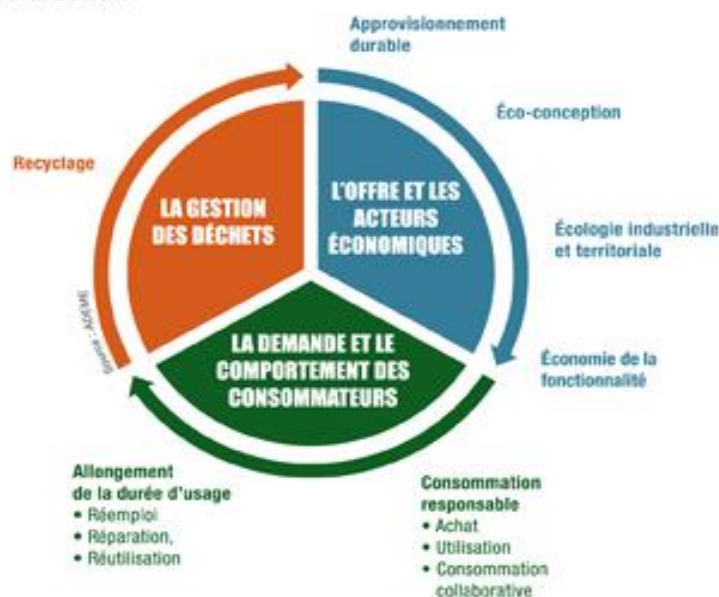 Approvisionnement
durable
Éco-conception
Recyclage
LA GESTION
DES DÉCHETS
L'OFFRE ET LES
ACTEURS
ÉCONOMIQUES
Écologie industrielle
et territoriale
Source : ADEME
LA DEMANDE ET LE
COMPORTEMENT DES
CONSOMMATEURS
Économie de la
fonctionnalité
Allongement
de la durée d'usage
• Réemploi
• Réparation,
• Réutilisation
Consommation
responsable
• Achat
• Utilisation
• Consommation
collaborative